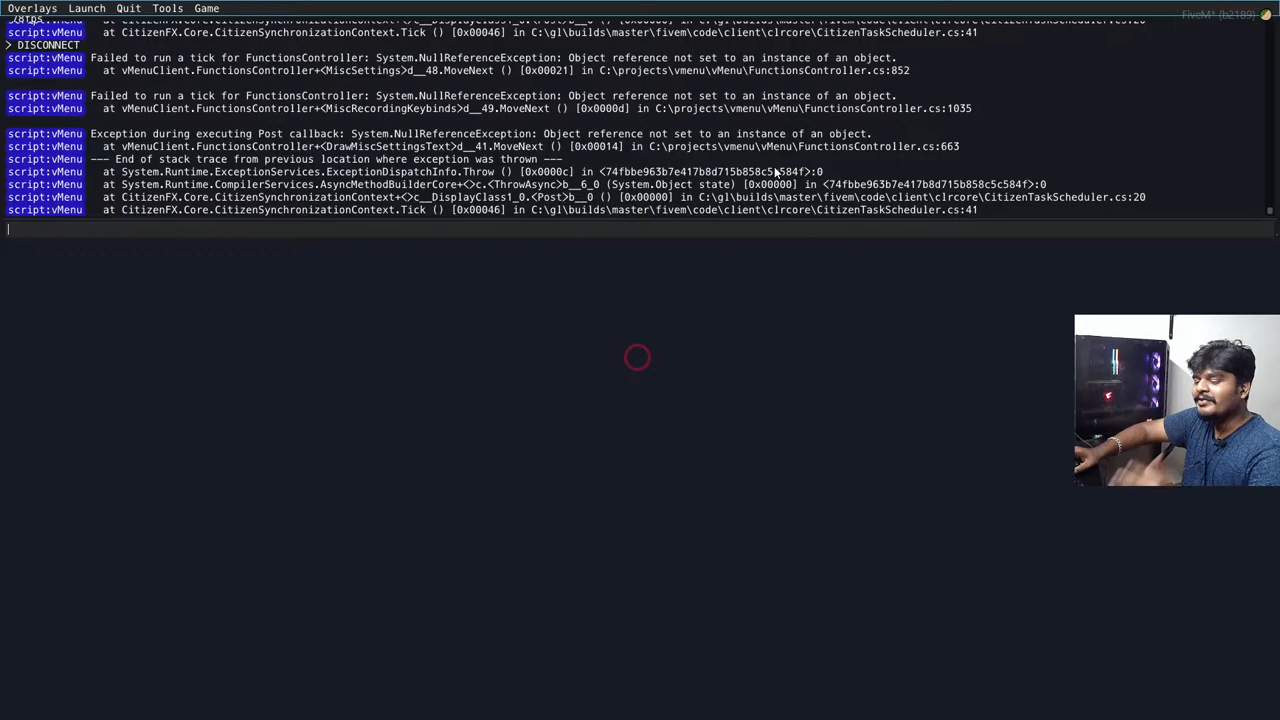 Overlays Launch Quit Tools Game
FiveM* (b2189)
script:vMenu at CitizenFX.Core.CitizenSynchronizationContext.Tick () [0x00046] in C:\gl\builds\master\fivem\code\client\clrcore\CitizenTaskScheduler.cs:41
> DISCONNECT
script:vMenu Failed to run a tick for FunctionsController: System.NullReferenceException: Object reference not set to an instance of an object.
script:vMenu at vMenuClient.FunctionsController+<MiscSettings>d__48.MoveNext () [0x00021] in C:\projects\vmenu\vMenu\FunctionsController.cs:852
script:vMenu Failed to run a tick for FunctionsController: System.NullReferenceException: Object reference not set to an instance of an object.
script:vMenu at vMenuClient.FunctionsController+<MiscRecordingKeybinds>d__49.MoveNext () [0x0000d] in C:\projects\vmenu\vMenu\FunctionsController.cs:1035
script:vMenu Exception during executing Post callback: System.NullReferenceException: Object reference not set to an instance of an object.
script:vMenu at vMenuClient.FunctionsController+<DrawMiscSettingsText>d__41.MoveNext () [0x00014] in C:\projects\vmenu\vMenu\FunctionsController.cs:663
script:vMenu --- End of stack trace from previous location where exception was thrown ---
script:vMenu at System.Runtime.ExceptionServices.ExceptionDispatchInfo.Throw () [0x0000c] in <74fbbe963b7e417b8d715b858c5c584f>:0
script:vMenu at System.Runtime.CompilerServices.AsyncMethodBuilderCore+<>c.<ThrowAsync>b__6_0 (System.Object state) [0x00000] in <74fbbe963b7e417b8d715b858c5c584f>:0
script:vMenu at CitizenFX.Core.CitizenSynchronizationContext+<>c__DisplayClass1_0.<Post>b__0 () [0x00000] in C:\gl\builds\master\fivem\code\client\clrcore\CitizenTaskScheduler.cs:20
script:vMenu at CitizenFX.Core.CitizenSynchronizationContext.Tick () [0x00046] in C:\gl\builds\master\fivem\code\client\clrcore\CitizenTaskScheduler.cs:41